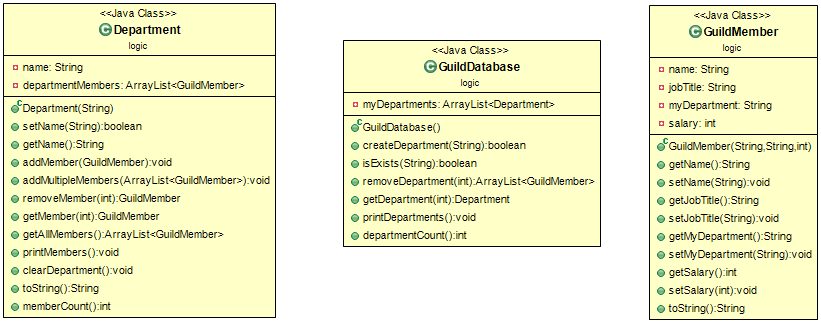 <<Java Class>>
Department
logic
name: String
departmentMembers: ArrayList<GuildMember>
Department(String)
setName(String):boolean
getName():String
addMember(GuildMember):void
addMultipleMembers(ArrayList<GuildMember>):void
removeMember(int):GuildMember
getMember(int):GuildMember
getAllMembers():ArrayList<GuildMember>
printMembers():void
clearDepartment():void
toString():String
memberCount():int
<<Java Class>>
GuildDatabase
logic
myDepartments: ArrayList<Department>
GuildDatabase()
createDepartment(String):boolean
isExists(String):boolean
removeDepartment(int):ArrayList<GuildMember>
getDepartment(int):Department
printDepartments():void
departmentCount():int
<<Java Class>>
GuildMember
logic
name: String
jobTitle: String
myDepartment: String
salary: int
GuildMember(String,String,int)
getName():String
setName(String):void
getJobTitle():String
setJobTitle(String):void
getMyDepartment():String
setMyDepartment(String):void
getSalary():int
setSalary(int):void
toString():String